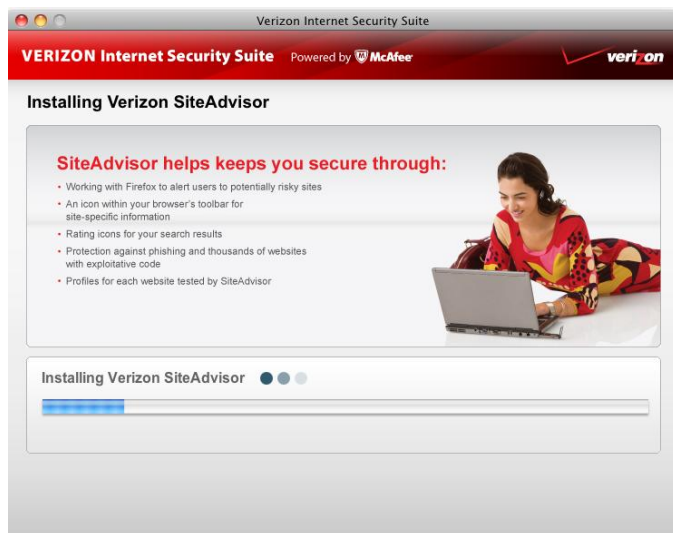 Verizon Internet Security Suite
VERIZON Internet Security Suite Powered by McAfee verizon
Installing Verizon SiteAdvisor
SiteAdvisor helps keeps you secure through:
• Working with Firefox to alert users to potentially risky sites
• An icon within your browser's toolbar for
site-specific information
• Rating icons for your search results
• Protection against phishing and thousands of websites
with exploitative code
• Profiles for each website tested by SiteAdvisor
Installing Verizon SiteAdvisor